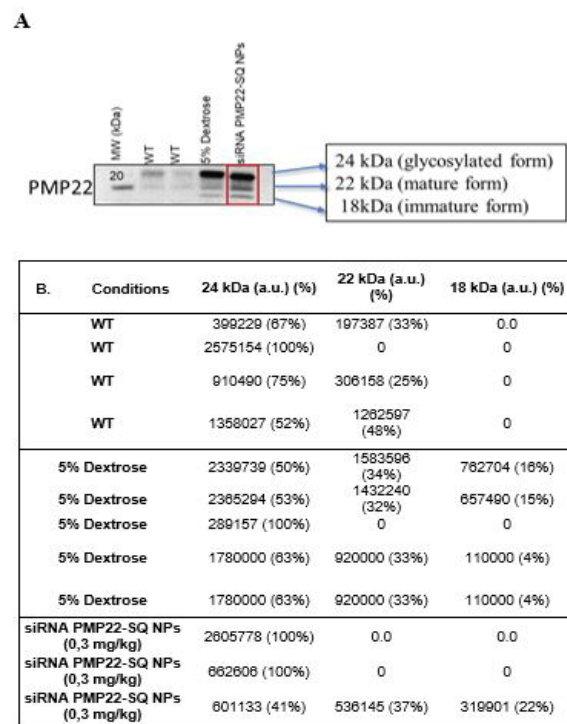 A
MW (kDa)
WT
WT
5% Dextrose
siRNA PMP22-SQ NPs
20
PMP22
24 kDa (glycosylated form)
22 kDa (mature form)
18kDa (immature form)
B. Conditions 24 kDa (a.u.) (%) 22 kDa (a.u.) (%) 18 kDa (a.u.) (%)
WT 399229 (67%) 197387 (33%) 0.0
WT 2575154 (100%) 0 0
WT 910490 (75%) 306158 (25%) 0
WT 1358027 (52%) 1262597 (48%) 0
5% Dextrose 2339739 (50%) 1583596 (34%) 762704 (16%)
5% Dextrose 2365294 (53%) 1432240 (32%) 657490 (15%)
5% Dextrose 289157 (100%) 0 0
5% Dextrose 1780000 (63%) 920000 (33%) 110000 (4%)
5% Dextrose 1780000 (63%) 920000 (33%) 110000 (4%)
siRNA PMP22-SQ NPs (0,3 mg/kg) 2605778 (100%) 0.0 0.0
siRNA PMP22-SQ NPs (0,3 mg/kg) 662606 (100%) 0 0
siRNA PMP22-SQ NPs (0,3 mg/kg) 601133 (41%) 536145 (37%) 319901 (22%)